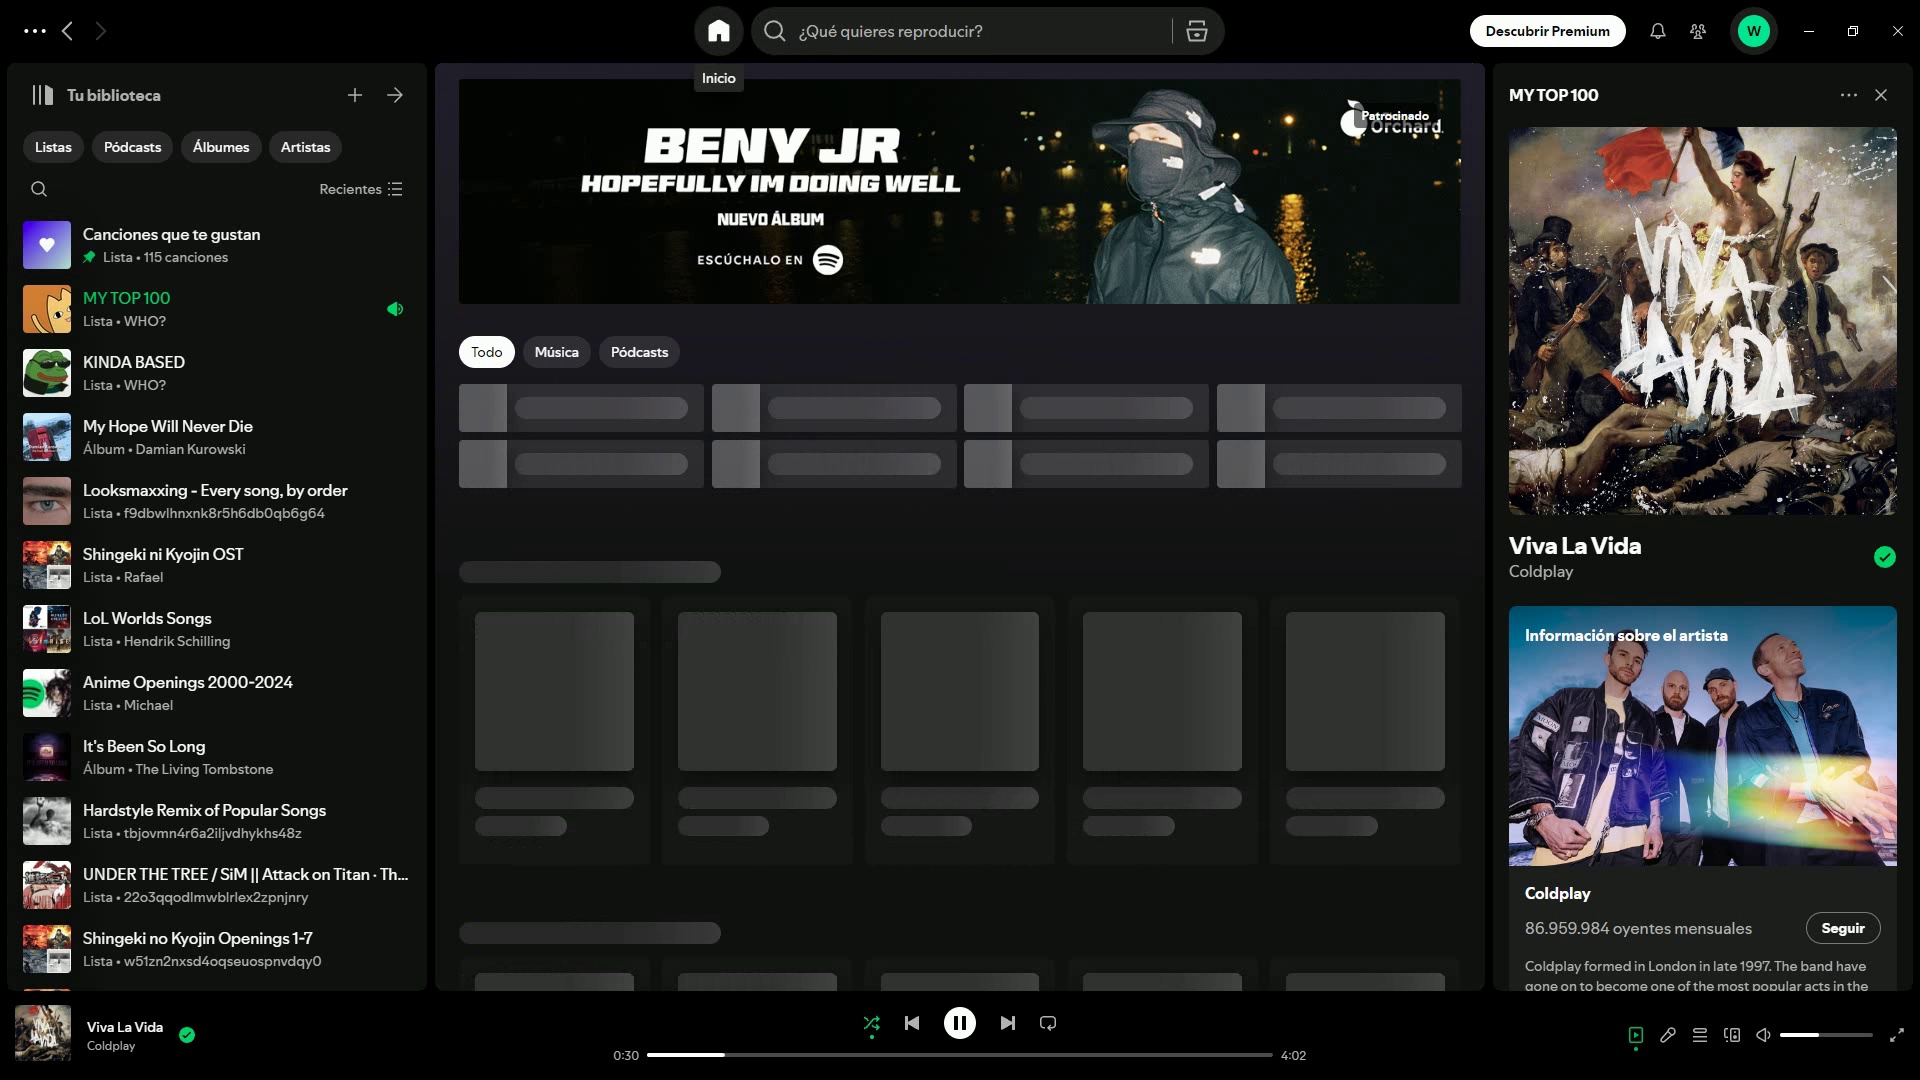 ¿Qué quieres reproducir?
Descubrir Premium
W
Inicio
Tu biblioteca
Listas
Pódcasts
Álbumes
Artistas
Recientes
Canciones que te gustan
Lista • 115 canciones
MY TOP 100
Lista • WHO?
KINDA BASED
Lista • WHO?
My Hope Will Never Die
Álbum • Damian Kurowski
Looksmaxxing - Every song, by order
Lista • f9dbwlhnxnk8r5h6db0qb6g64
Shingeki ni Kyojin OST
Lista • Rafael
LoL Worlds Songs
Lista • Hendrik Schilling
Anime Openings 2000-2024
Lista • Michael
It's Been So Long
Álbum • The Living Tombstone
Hardstyle Remix of Popular Songs
Lista • tbjovmn4r6a2iljvdhykhs48z
UNDER THE TREE / SiM || Attack on Titan · Th...
Lista • 22o3qqodlmwblrlex2zpnjnry
Shingeki no Kyojin Openings 1-7
Lista • w51zn2nxsd4oqseuospnvdqy0
BENY JR
HOPEFULLY IM DOING WELL
NUEVO ÁLBUM
ESCÚCHALO EN
Patrocinado
Orchard.
Todo
Música
Pódcasts
MY TOP 100
VIVA
LA VIDA
Viva La Vida
Coldplay
Información sobre el artista
Coldplay
86.959.984 oyentes mensuales
Seguir
Coldplay formed in London in late 1997. The band have
gone on to become one of the most popular acts in the
Viva La Vida
Coldplay
0:30
4:02